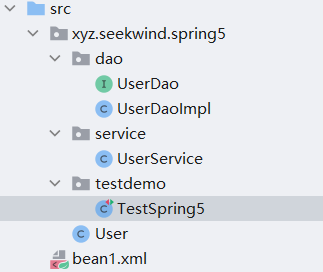 src
xyz.seekwind.spring5
dao
I UserDao
C UserDaoImpl
service
C UserService
testdemo
C TestSpring5
C User
bean1.xml